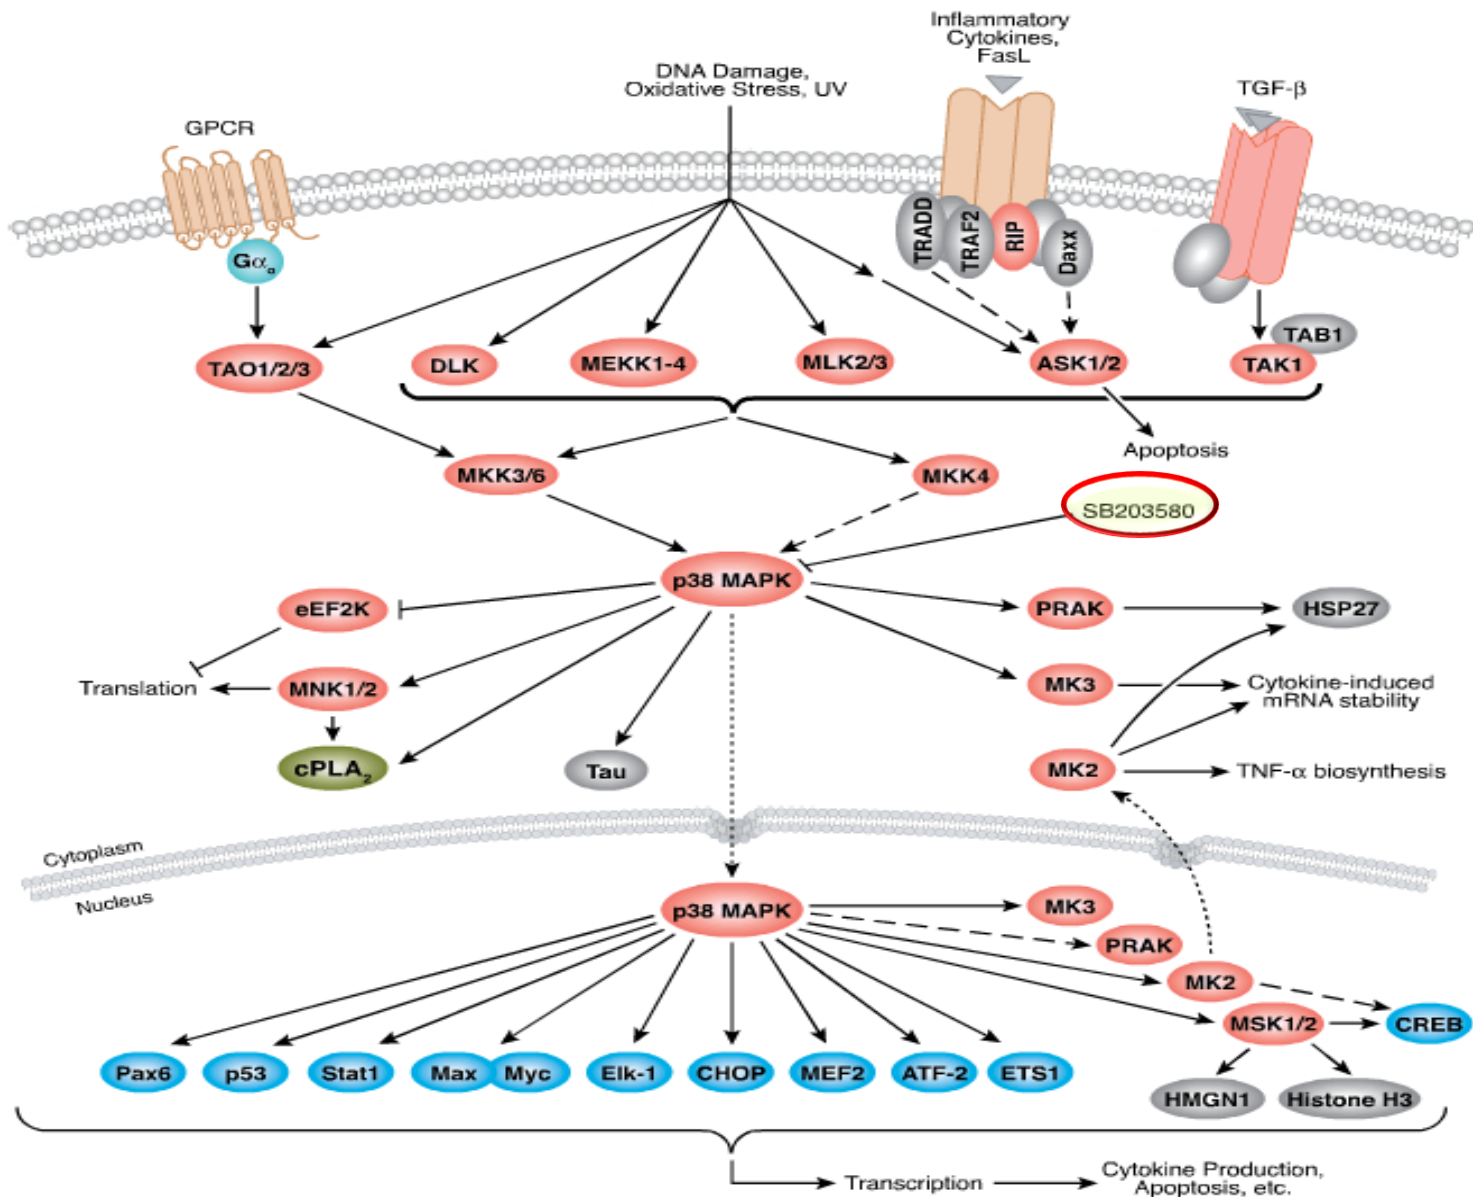 Inflammatory
Cytokines,
FasL
DNA Damage,
Oxidative Stress, UV
TGF-β
GPCR
TRADD
TRAF2
RIP
Daxx
Gαq
TAB1
TAO1/2/3
DLK
MEKK1-4
MLK2/3
ASK1/2
TAK1
Apoptosis
MKK3/6
MKK4
SB203580
p38 MAPK
eEF2K
PRAK
HSP27
Translation
MNK1/2
MK3
Cytokine-induced
mRNA stability
cPLA₂
Tau
MK2
TNF-α biosynthesis
Cytoplasm
Nucleus
p38 MAPK
MK3
PRAK
MK2
MSK1/2
CREB
Pax6
p53
Stat1
Max
Myc
Elk-1
CHOP
MEF2
ATF-2
ETS1
HMGN1
Histone H3
Transcription
Cytokine Production,
Apoptosis, etc.